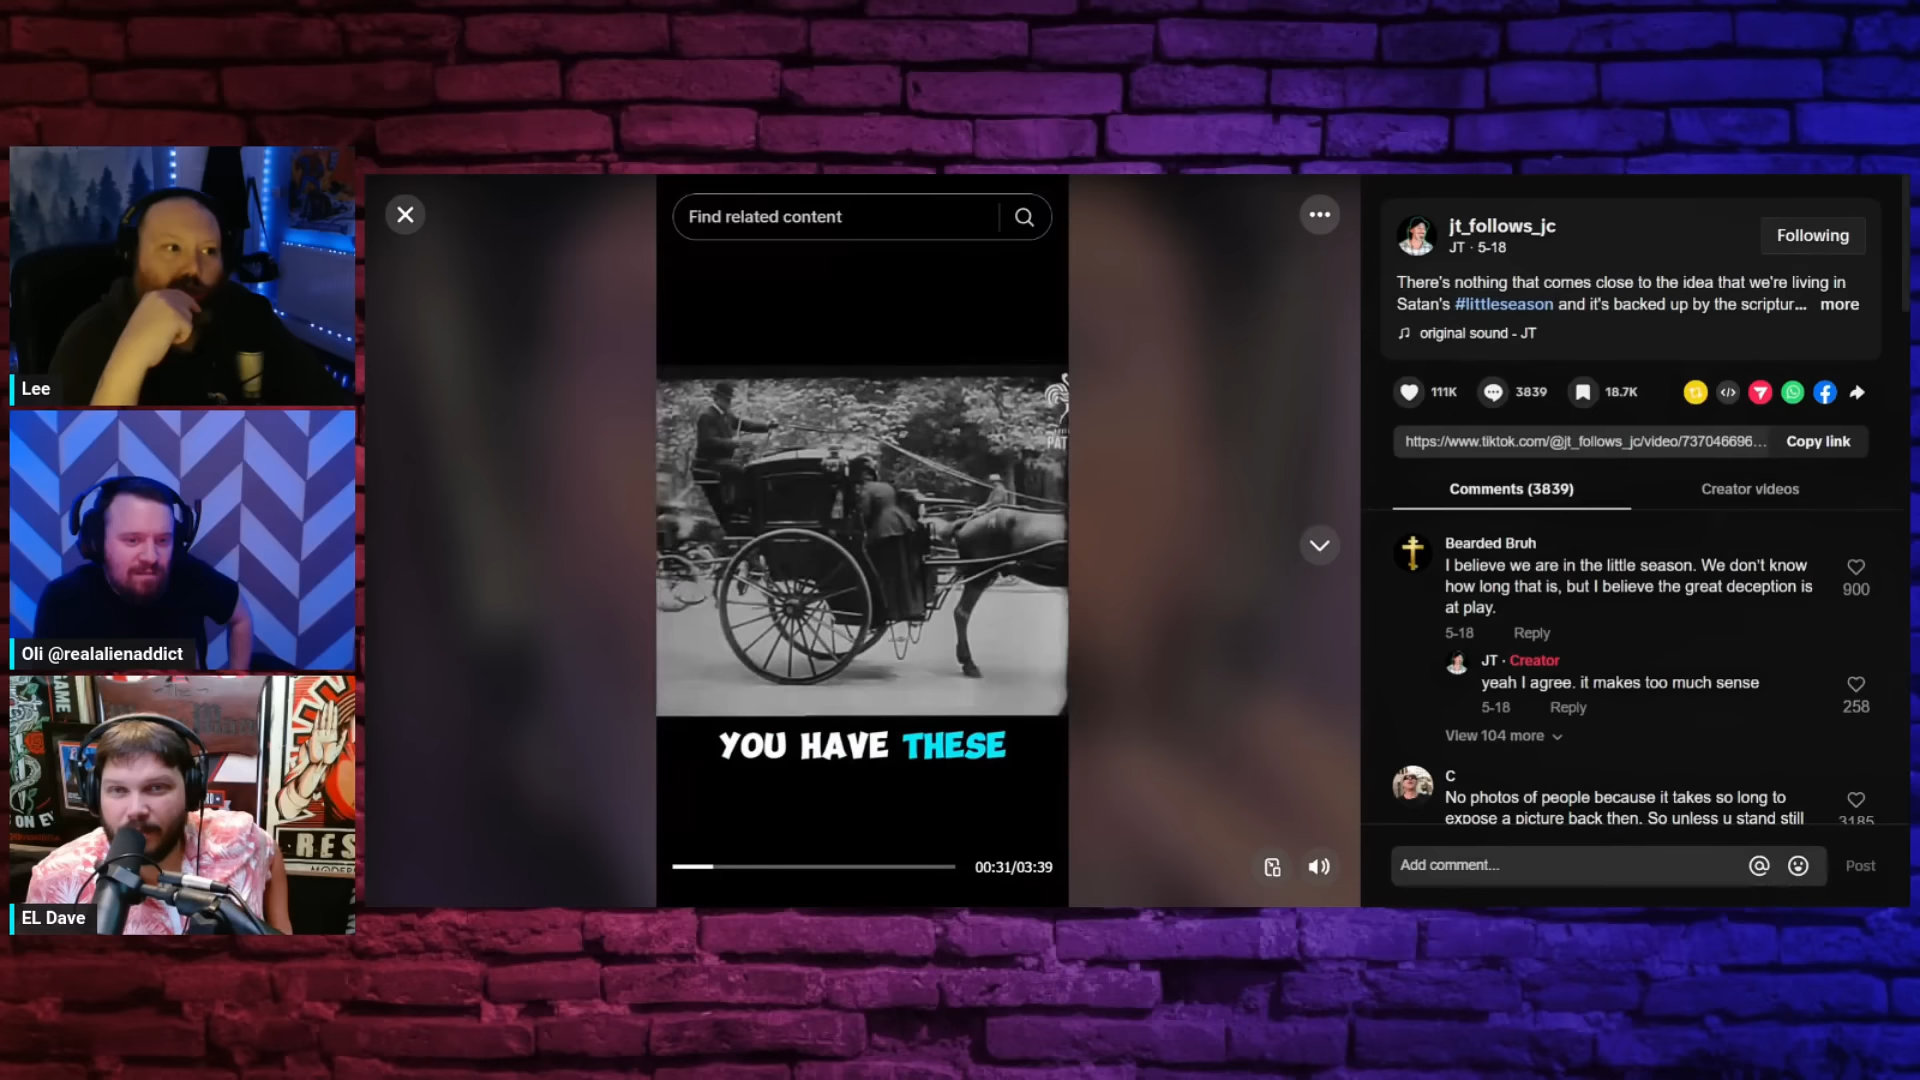 Lee
Oli @realalienaddict
GAME
ON
RES
MODERN
EL Dave
Find related content
PAT
YOU HAVE THESE
00:31/03:39
jt_follows_jc
JT · 5-18
Following
There's nothing that comes close to the idea that we're living in
Satan's #littleseason and it's backed up by the scriptur... more
original sound - JT
111K
3839
18.7K
https://www.tiktok.com/@jt_follows_jc/video/737046696...
Copy link
Comments (3839)
Creator videos
Bearded Bruh
I believe we are in the little season. We don't know
how long that is, but I believe the great deception is
at play.
900
5-18 Reply
JT · Creator
yeah I agree. it makes too much sense
258
5-18 Reply
View 104 more
C
No photos of people because it takes so long to
expose a picture back then. So unless u stand still
3185
Add comment...
Post